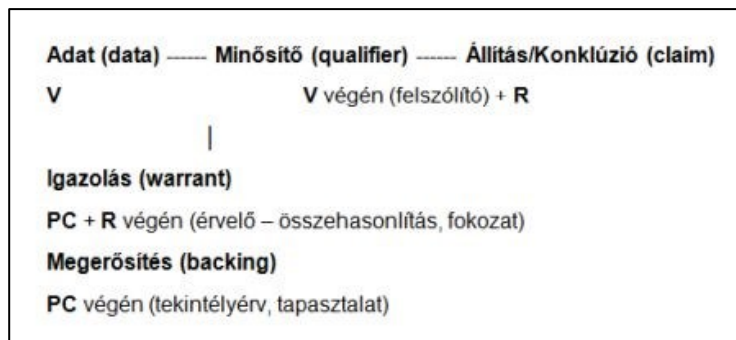 Adat (data) ------ Minősítő (qualifier) ------ Állítás/Konklúzió (claim)
V V végén (felszólító) + R
|
Igazolás (warrant)
PC + R végén (érvelő – összehasonlítás, fokozat)
Megerősítés (backing)
PC végén (tekintélyérv, tapasztalat)